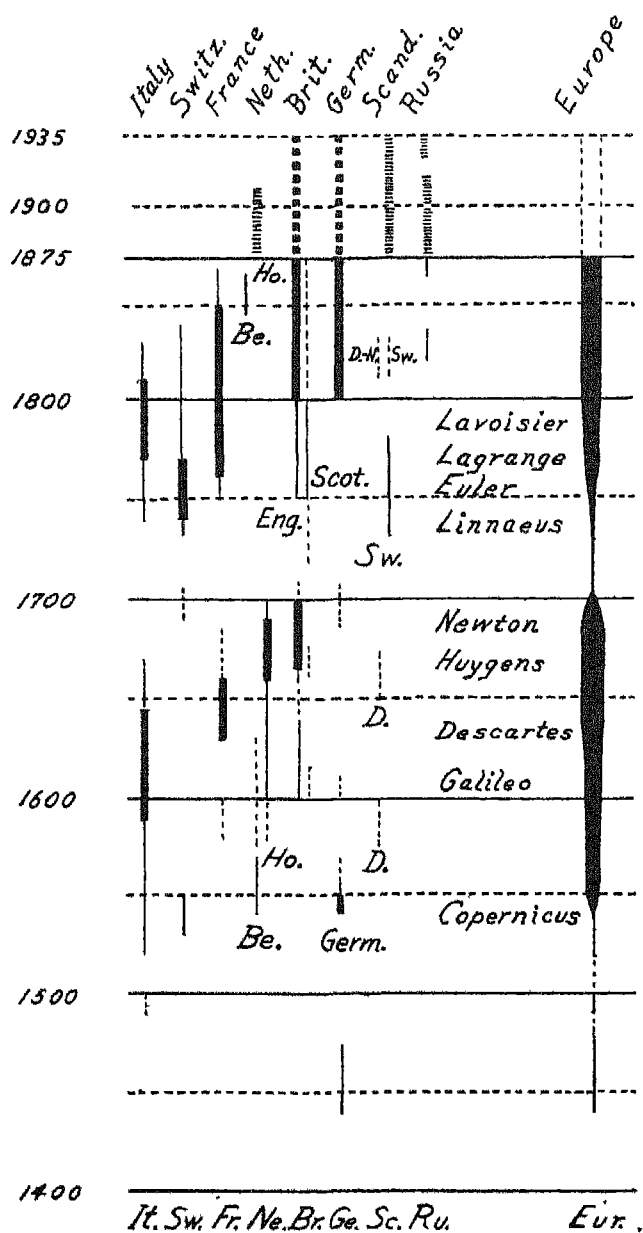 Italy Switz. France Neth. Brit. Germ. Scand. Russia Europe
1935
1900
1875
Ho.
Be. D.-N. Sw.
1800
Lavoisier
Lagrange
Scot. Euler
Eng. Linnaeus
Sw.
1700
Newton
Huygens
D.
Descartes
Galileo
1600
Ho. D.
Copernicus
Be. Germ.
1500
1400
It. Sw. Fr. Ne. Br. Ge. Sc. Ru. Eur.